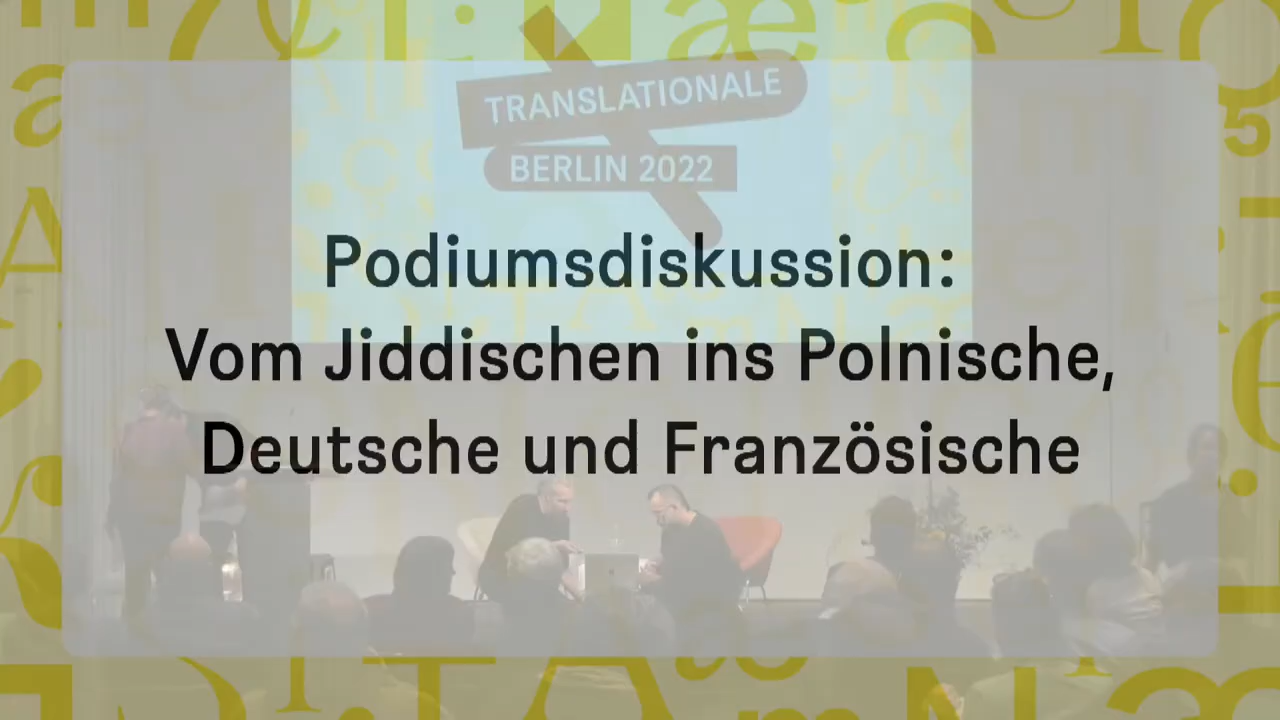 TRANSLATIONALE
BERLIN 2022
Podiumsdiskussion:
Vom Jiddischen ins Polnische,
Deutsche und Französische